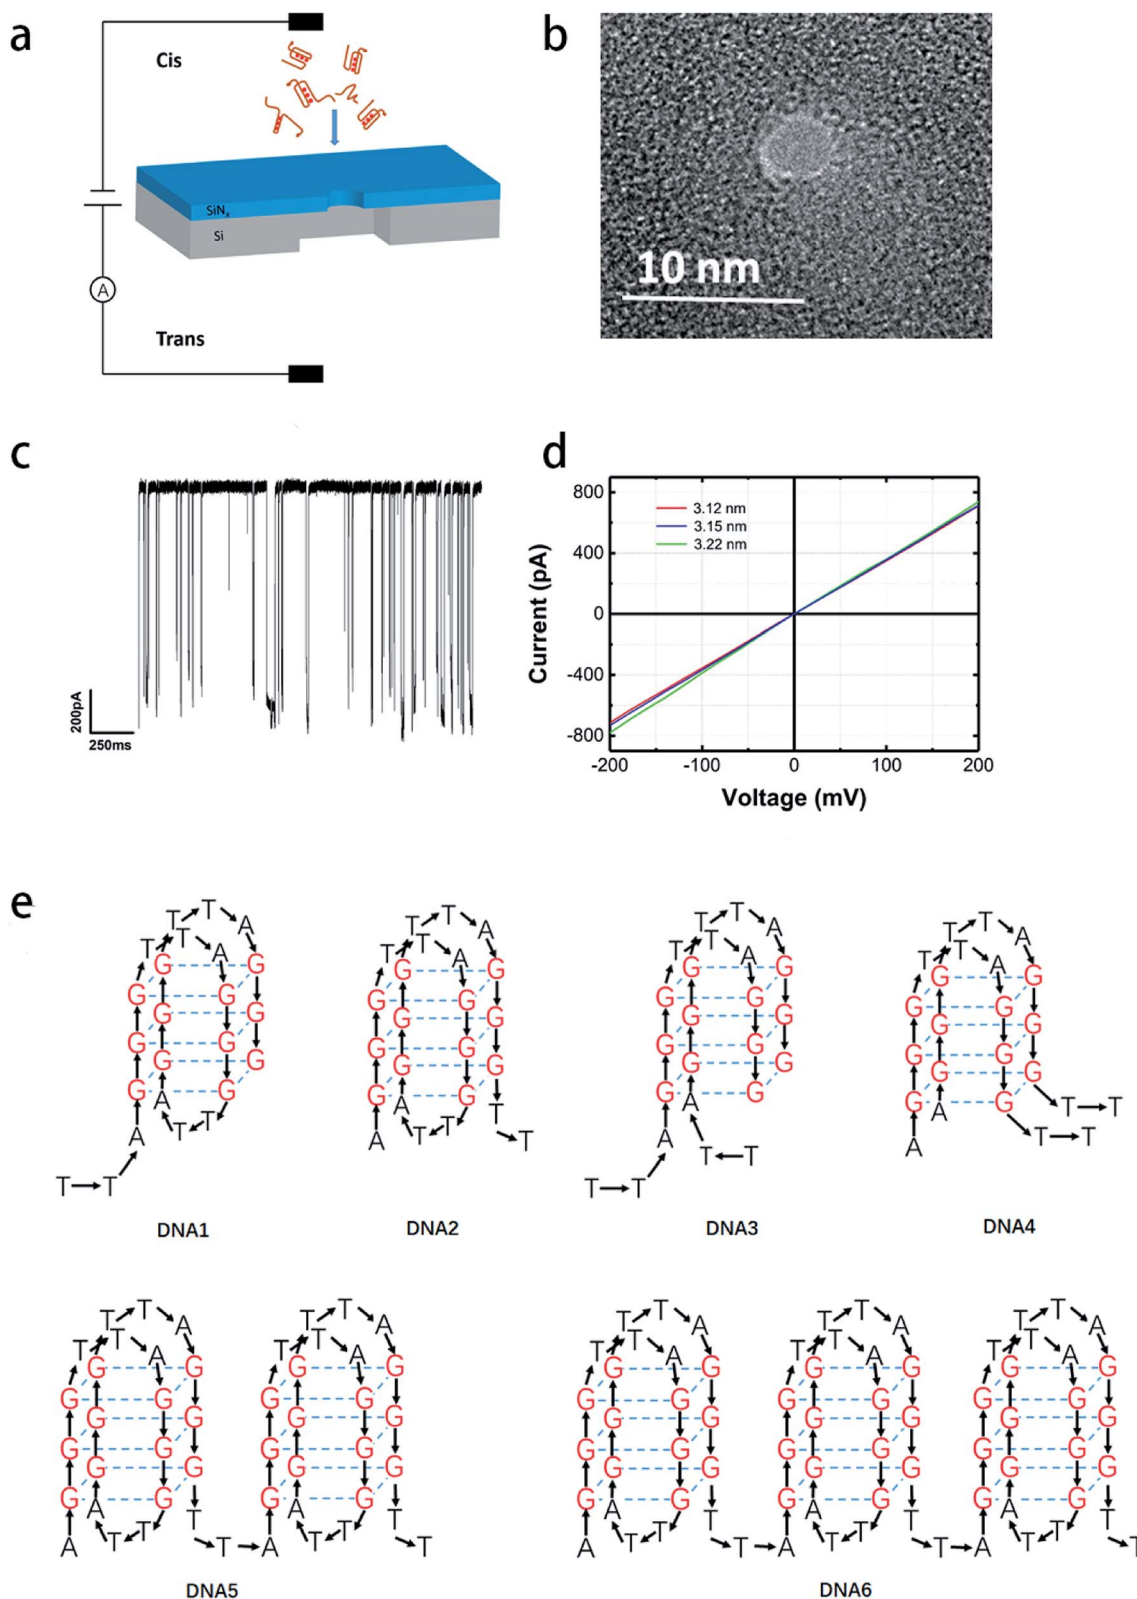 a
Cis
SiNx
Si
A
Trans
b
10 nm
c
200pA
250ms
d
Current (pA)
800
400
0
-400
-800
3.12 nm
3.15 nm
3.22 nm
-200 -100 0 100 200
Voltage (mV)
e
T T A
T T A
G G
G G
G G
G G
G G
G A G
A T T
T T
DNA1
T T A
T T A
G G
G G
G G
G G
G G
G A G T
A T T T
DNA2
T T A
T T A
G G
G G
G G
G G
G G
G A G
A T T
T T
DNA3
T T A
T T A
G G
G G
G G
G G
G G
G A G T T
A T T
DNA4
T T A T T A
T T A T T A
G G G G
G G G G
G G G G
G G G G
G G G G
G A G T G A G T
A T T T T A T T T
DNA5
T T A T T A T T A
T T A T T A T T A
G G G G G G
G G G G G G
G G G G G G
G G G G G G
G G G G G G
G A G T G A G T G A G T
A T T T A T T T A T T T
DNA6